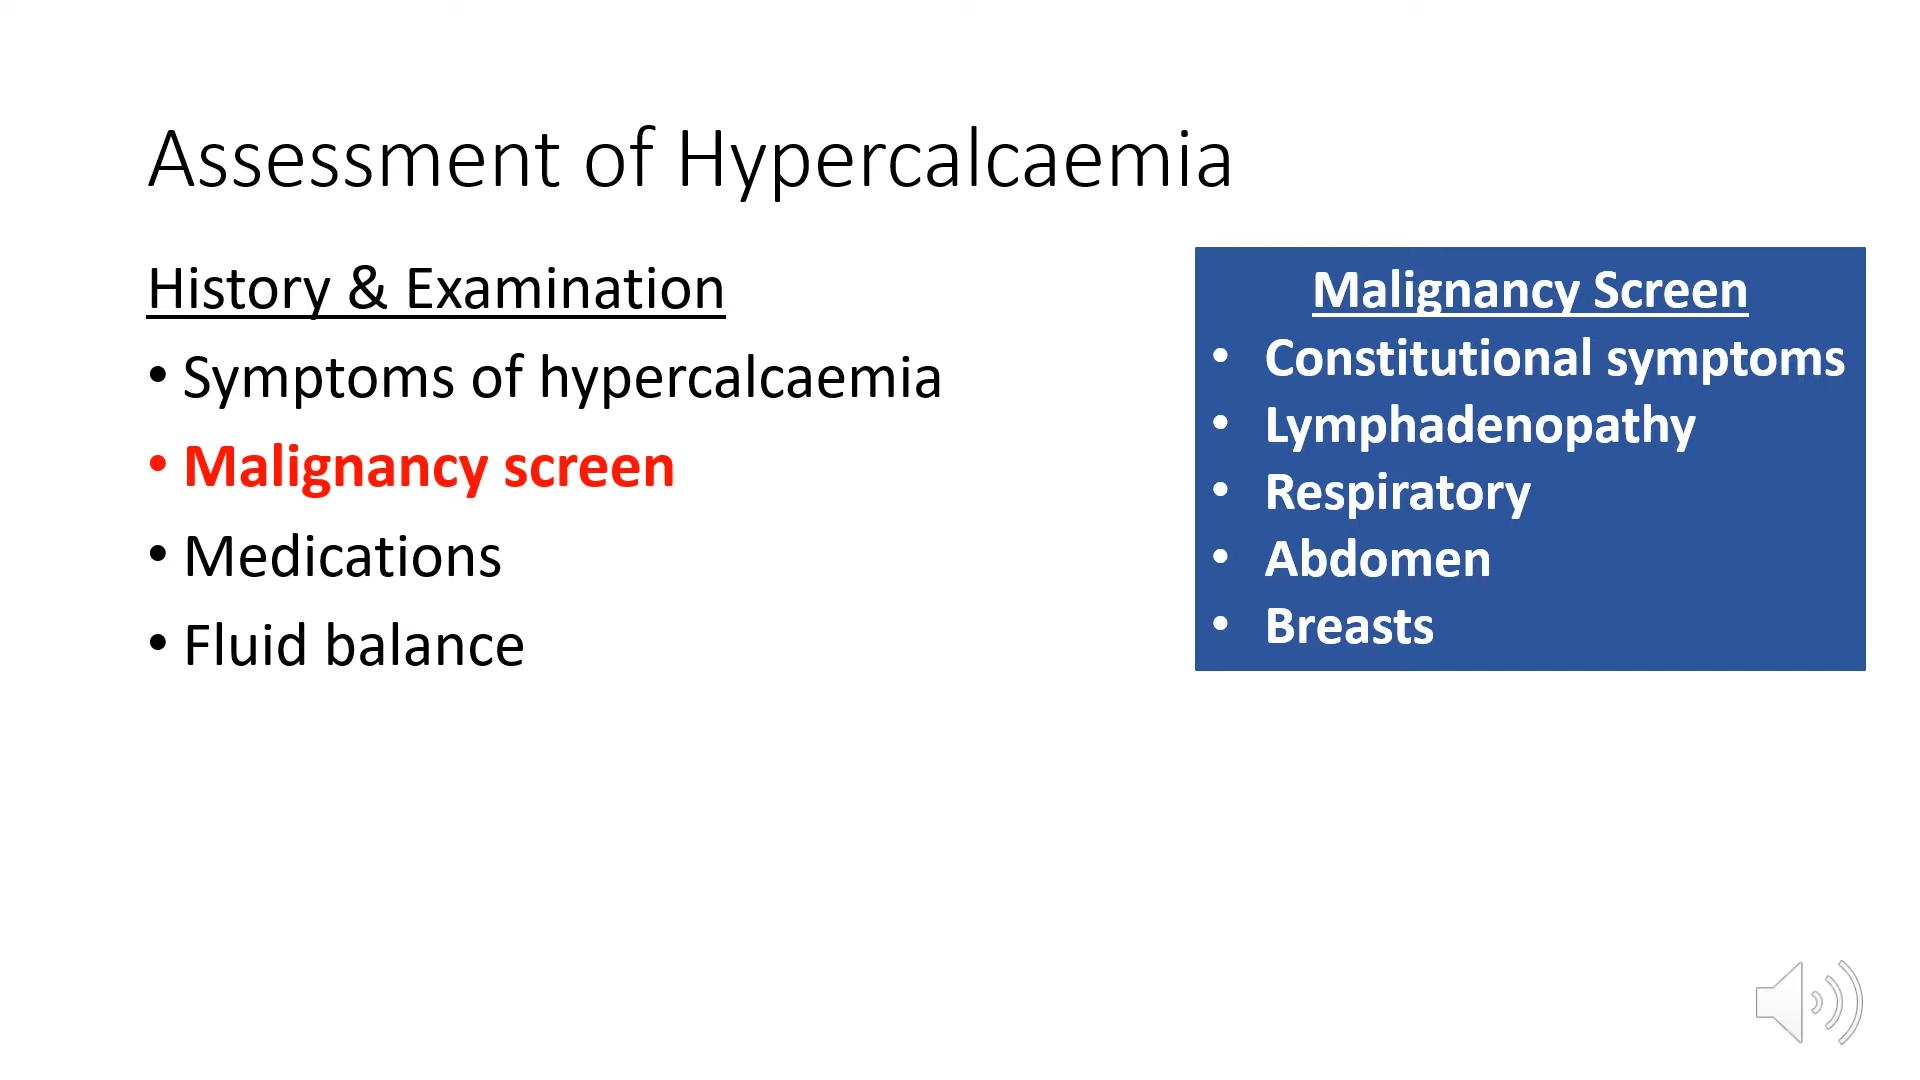 Assessment of Hypercalcaemia
History & Examination
• Symptoms of hypercalcaemia
• Malignancy screen
• Medications
• Fluid balance
Malignancy Screen
• Constitutional symptoms
• Lymphadenopathy
• Respiratory
• Abdomen
• Breasts